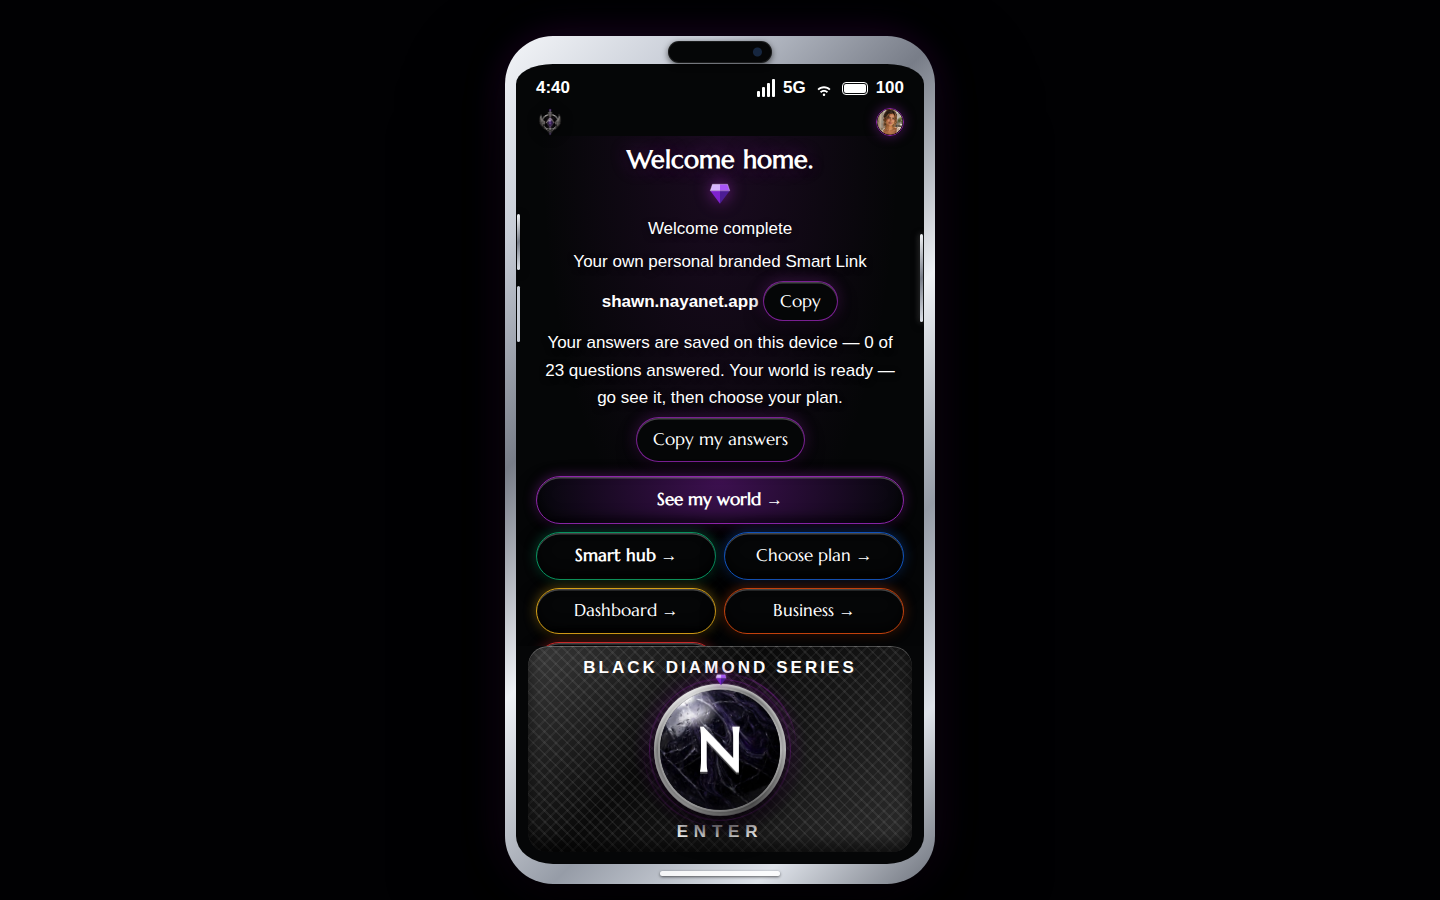 4:40 5G 100
Welcome home.
Welcome complete
Your own personal branded Smart Link
shawn.nayanet.app Copy
Your answers are saved on this device — 0 of
23 questions answered. Your world is ready —
go see it, then choose your plan.
Copy my answers
See my world →
Smart hub → Choose plan →
Dashboard → Business →
BLACK DIAMOND SERIES
N
ENTER